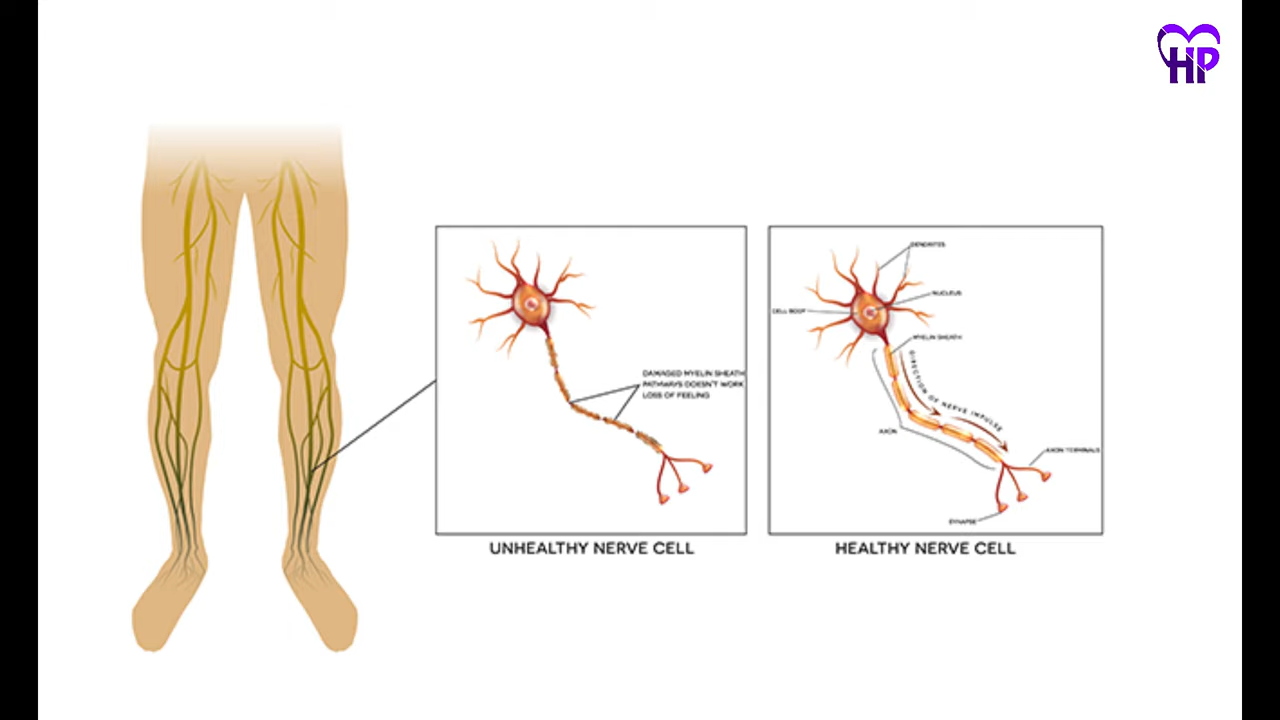 HP
DAMAGED MYELIN SHEATH
PATHWAYS DOESN'T WORK
LOSS OF FEELING
UNHEALTHY NERVE CELL
DENDRITES
NUCLEUS
CELL BODY
MYELIN SHEATH
DIRECTION OF NERVE IMPULSE
AXON
AXON TERMINALS
SYNAPSE
HEALTHY NERVE CELL